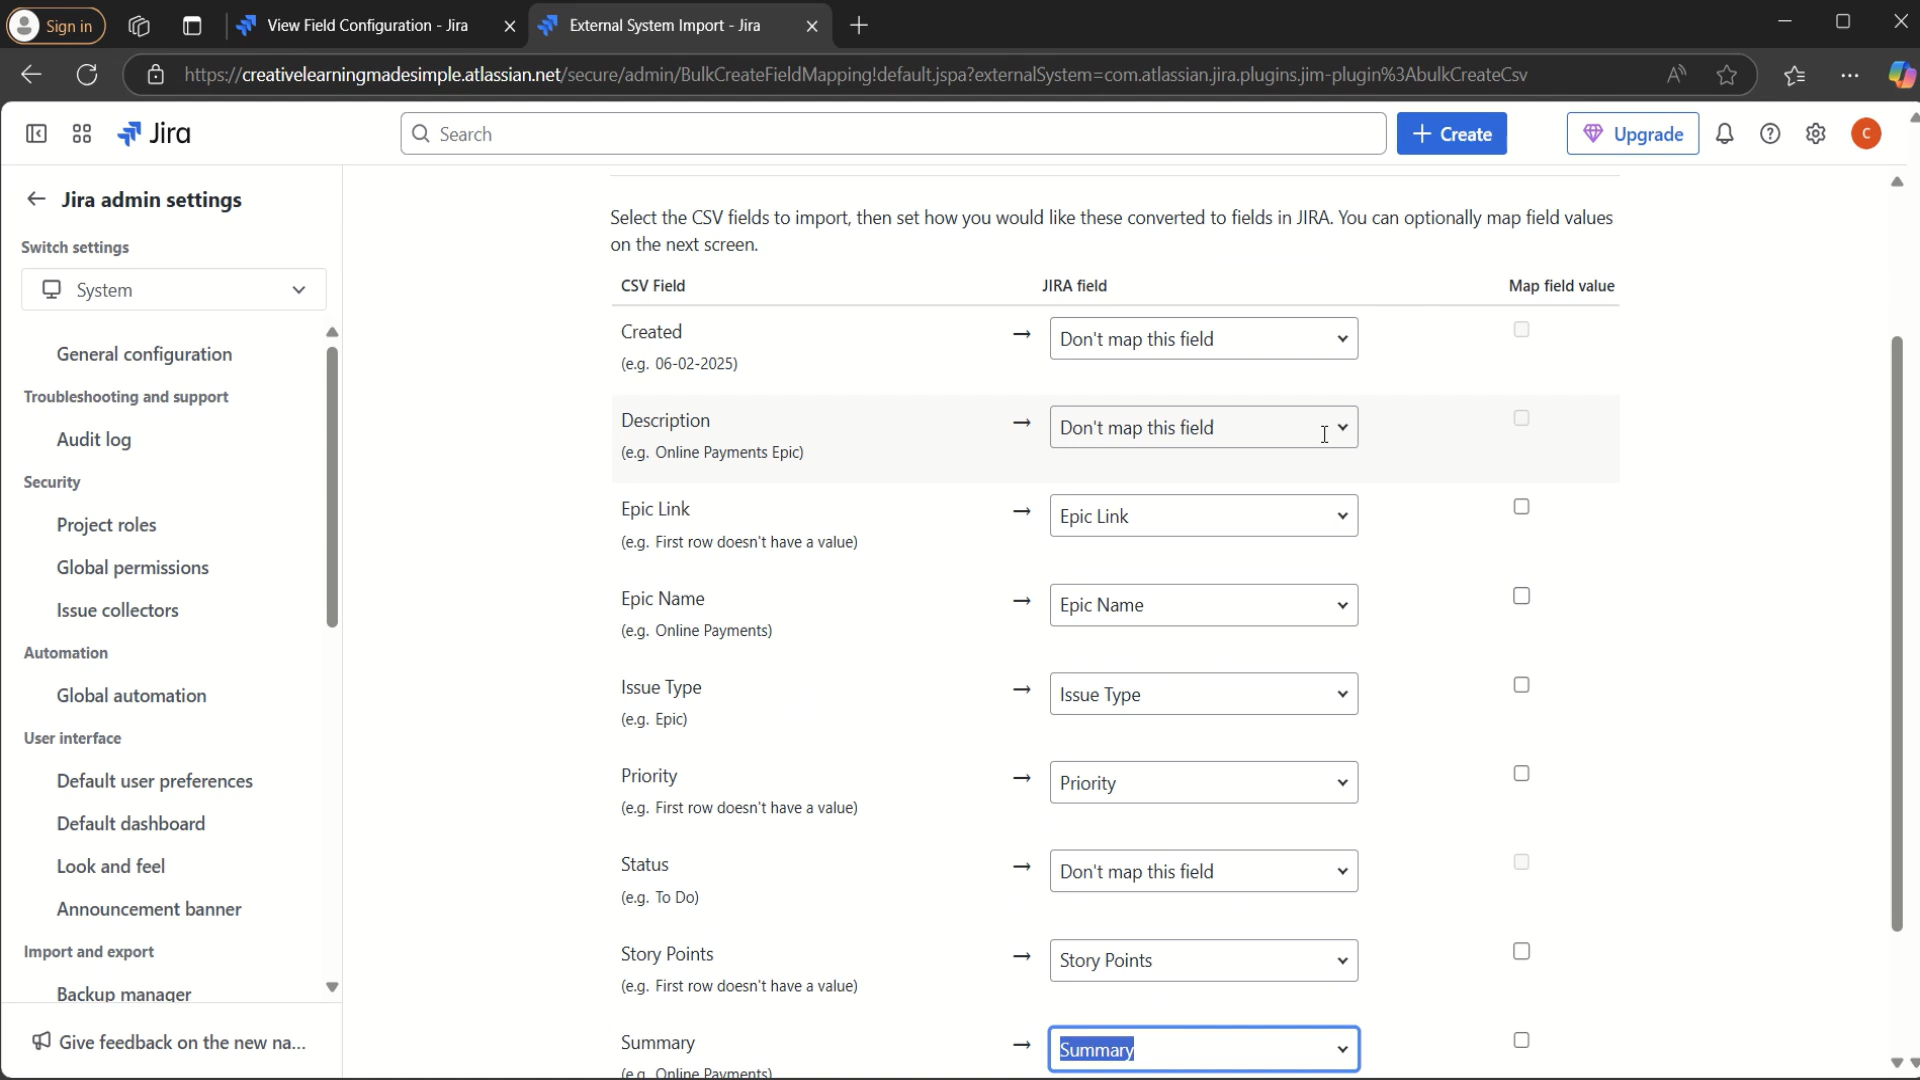 Sign in
View Field Configuration - Jira
External System Import - Jira
https://creativelearningmadesimple.atlassian.net/secure/admin/BulkCreateFieldMapping!default.jspa?externalSystem=com.atlassian.jira.plugins.jim-plugin%3AbulkCreateCsv
Jira
Search
Create
Upgrade
C
Jira admin settings
Switch settings
System
General configuration
Troubleshooting and support
Audit log
Security
Project roles
Global permissions
Issue collectors
Automation
Global automation
User interface
Default user preferences
Default dashboard
Look and feel
Announcement banner
Import and export
Backup manager
Give feedback on the new na...
Select the CSV fields to import, then set how you would like these converted to fields in JIRA. You can optionally map field values
on the next screen.
CSV Field JIRA field Map field value
Created → Don't map this field
(e.g. 06-02-2025)
Description → Don't map this field
(e.g. Online Payments Epic)
Epic Link → Epic Link
(e.g. First row doesn't have a value)
Epic Name → Epic Name
(e.g. Online Payments)
Issue Type → Issue Type
(e.g. Epic)
Priority → Priority
(e.g. First row doesn't have a value)
Status → Don't map this field
(e.g. To Do)
Story Points → Story Points
(e.g. First row doesn't have a value)
Summary → Summary
(e.g. Online Payments)